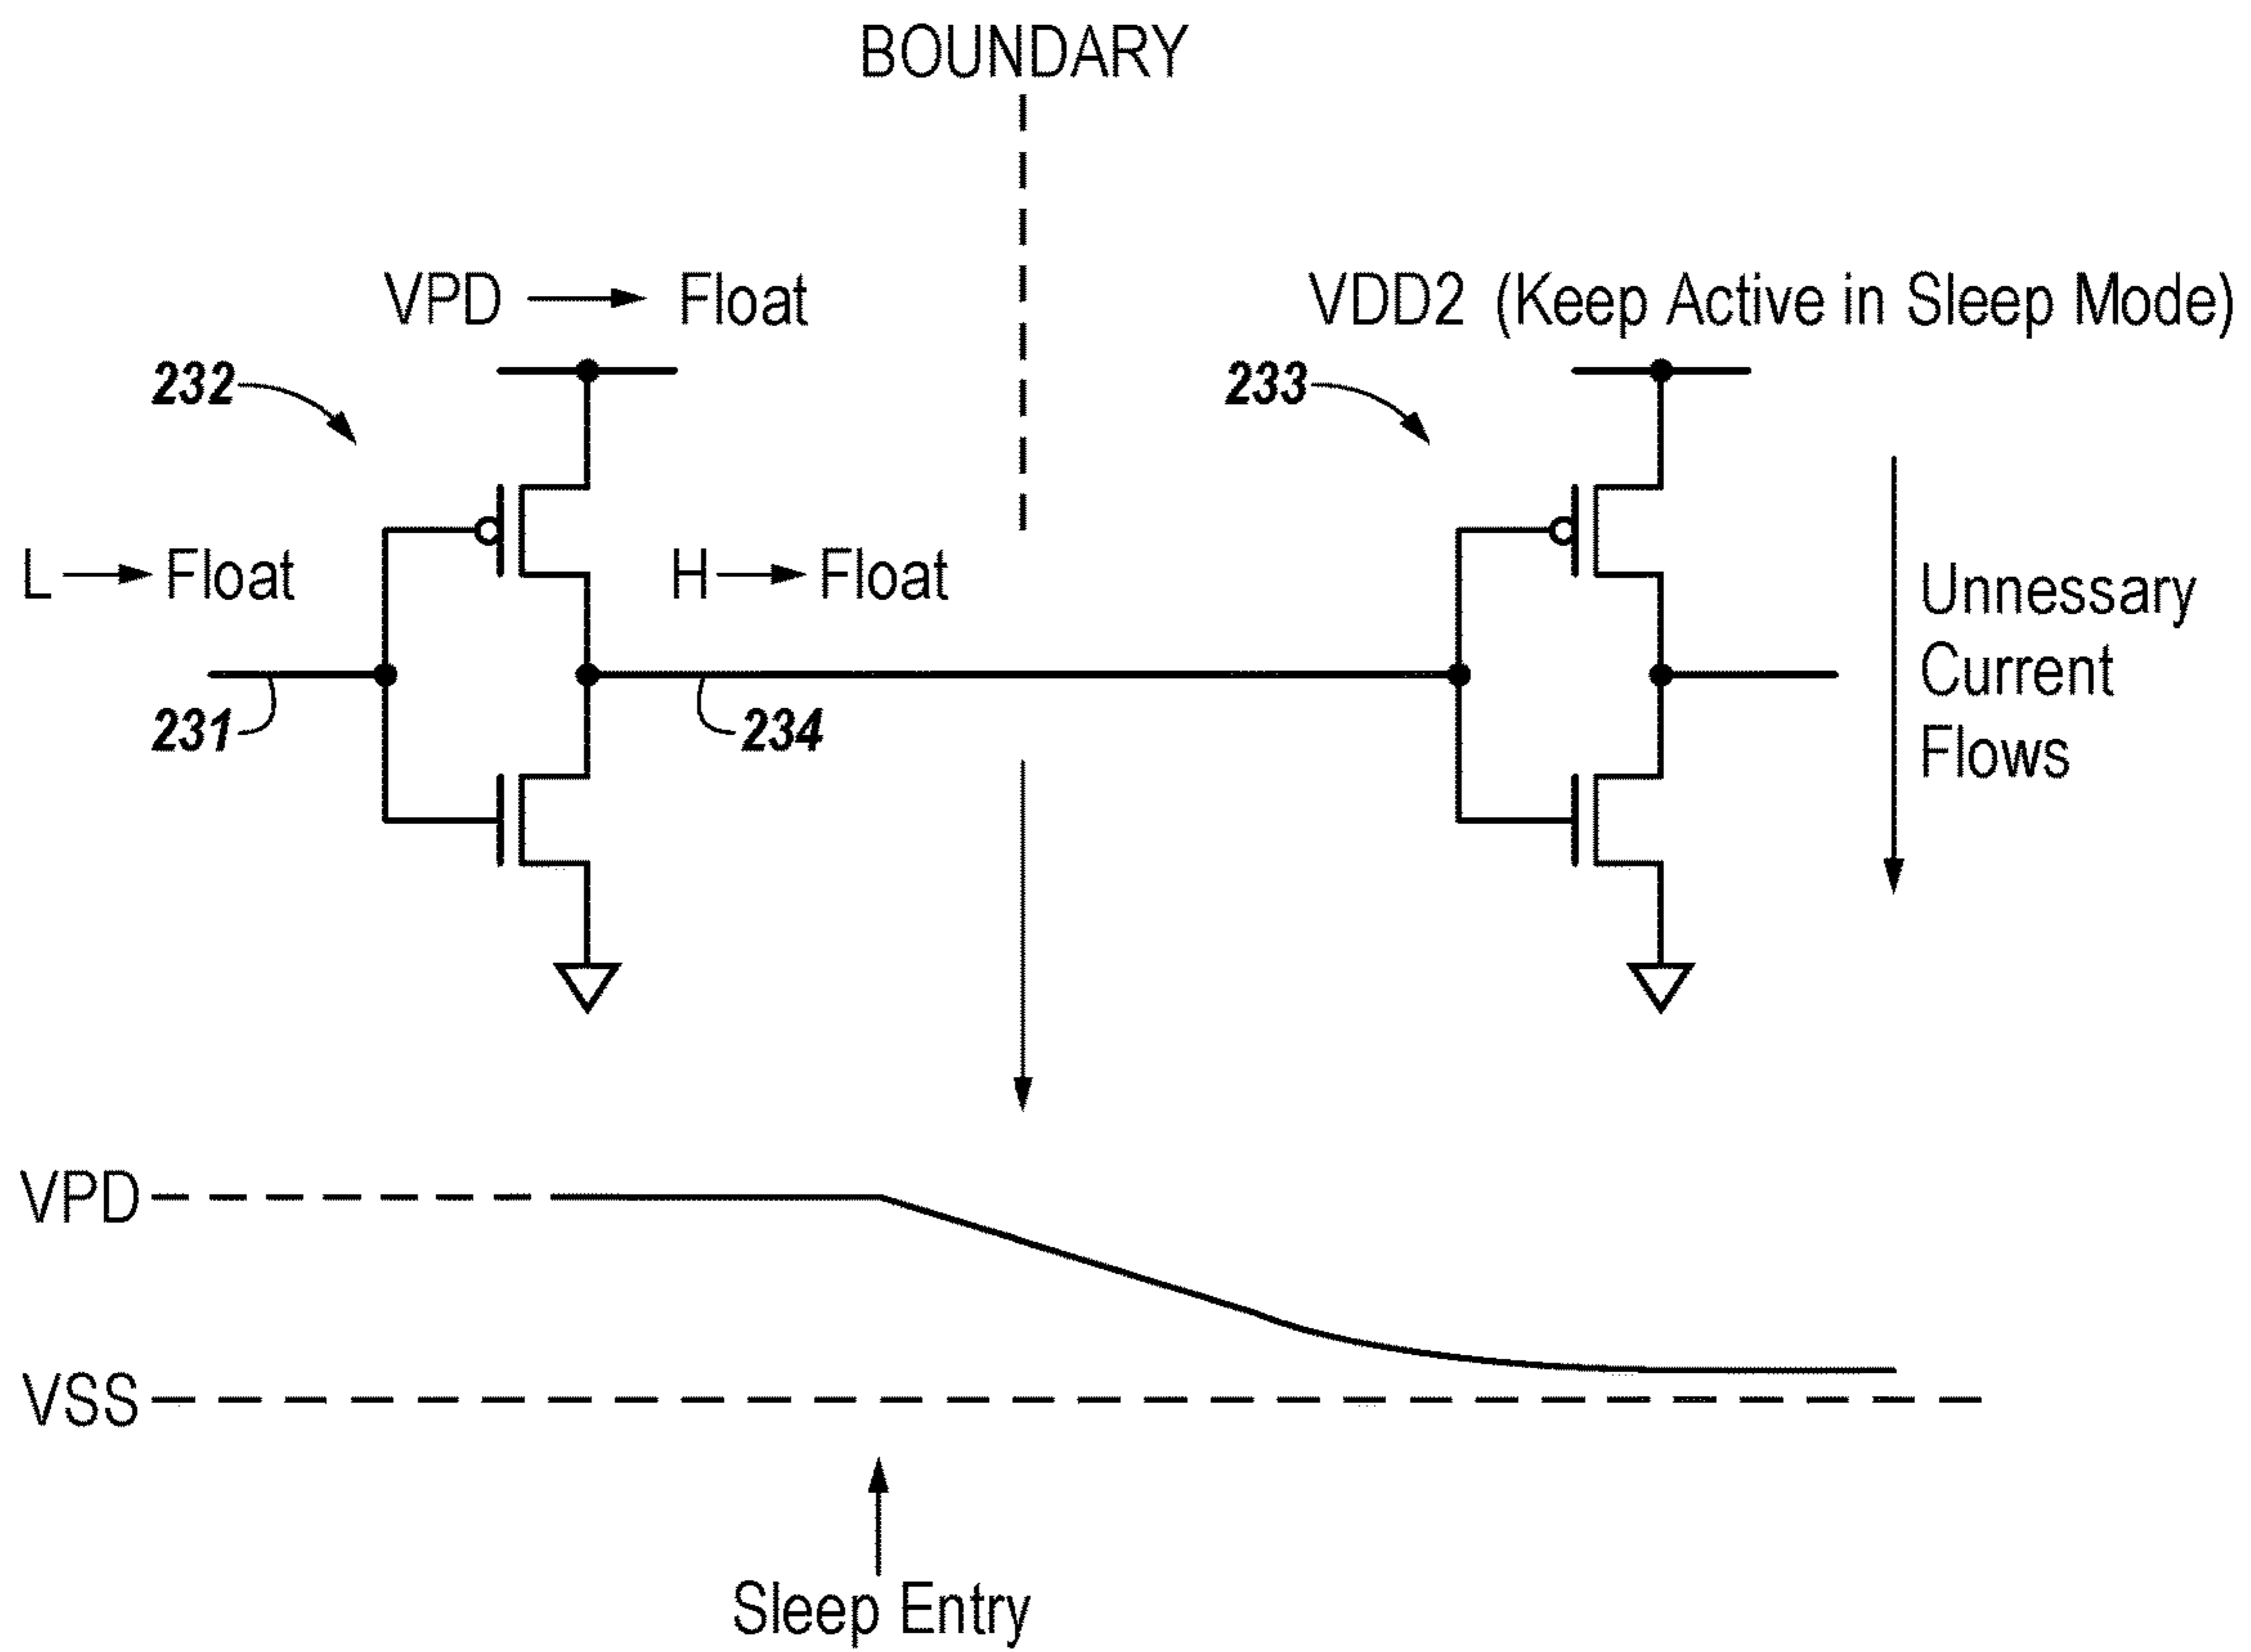 BOUNDARY
VPD → Float
VDD2 (Keep Active in Sleep Mode)
232
233
L → Float
H → Float
Unnessary
Current
Flows
231
234
VPD
VSS
Sleep Entry